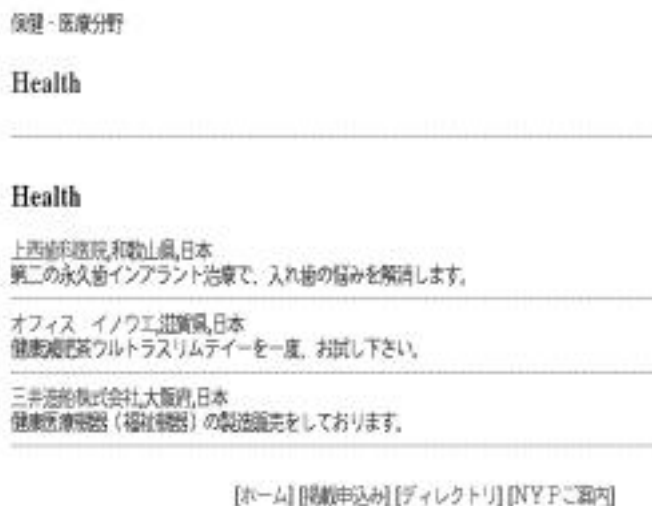 保健・医療分野
Health
Health
上西歯科医院,和歌山県,日本
第二の永久歯インプラント治療で、入れ歯の悩みを解消します。
オフィス イノウエ,滋賀県,日本
健康減肥茶ウルトラスリムティーを一度、お試し下さい。
三井造船株式会社,大阪府,日本
健康医療機器（福祉機器）の製造販売をしております。
[ホーム] [掲載申込み] [ディレクトリ] [NYPご案内]